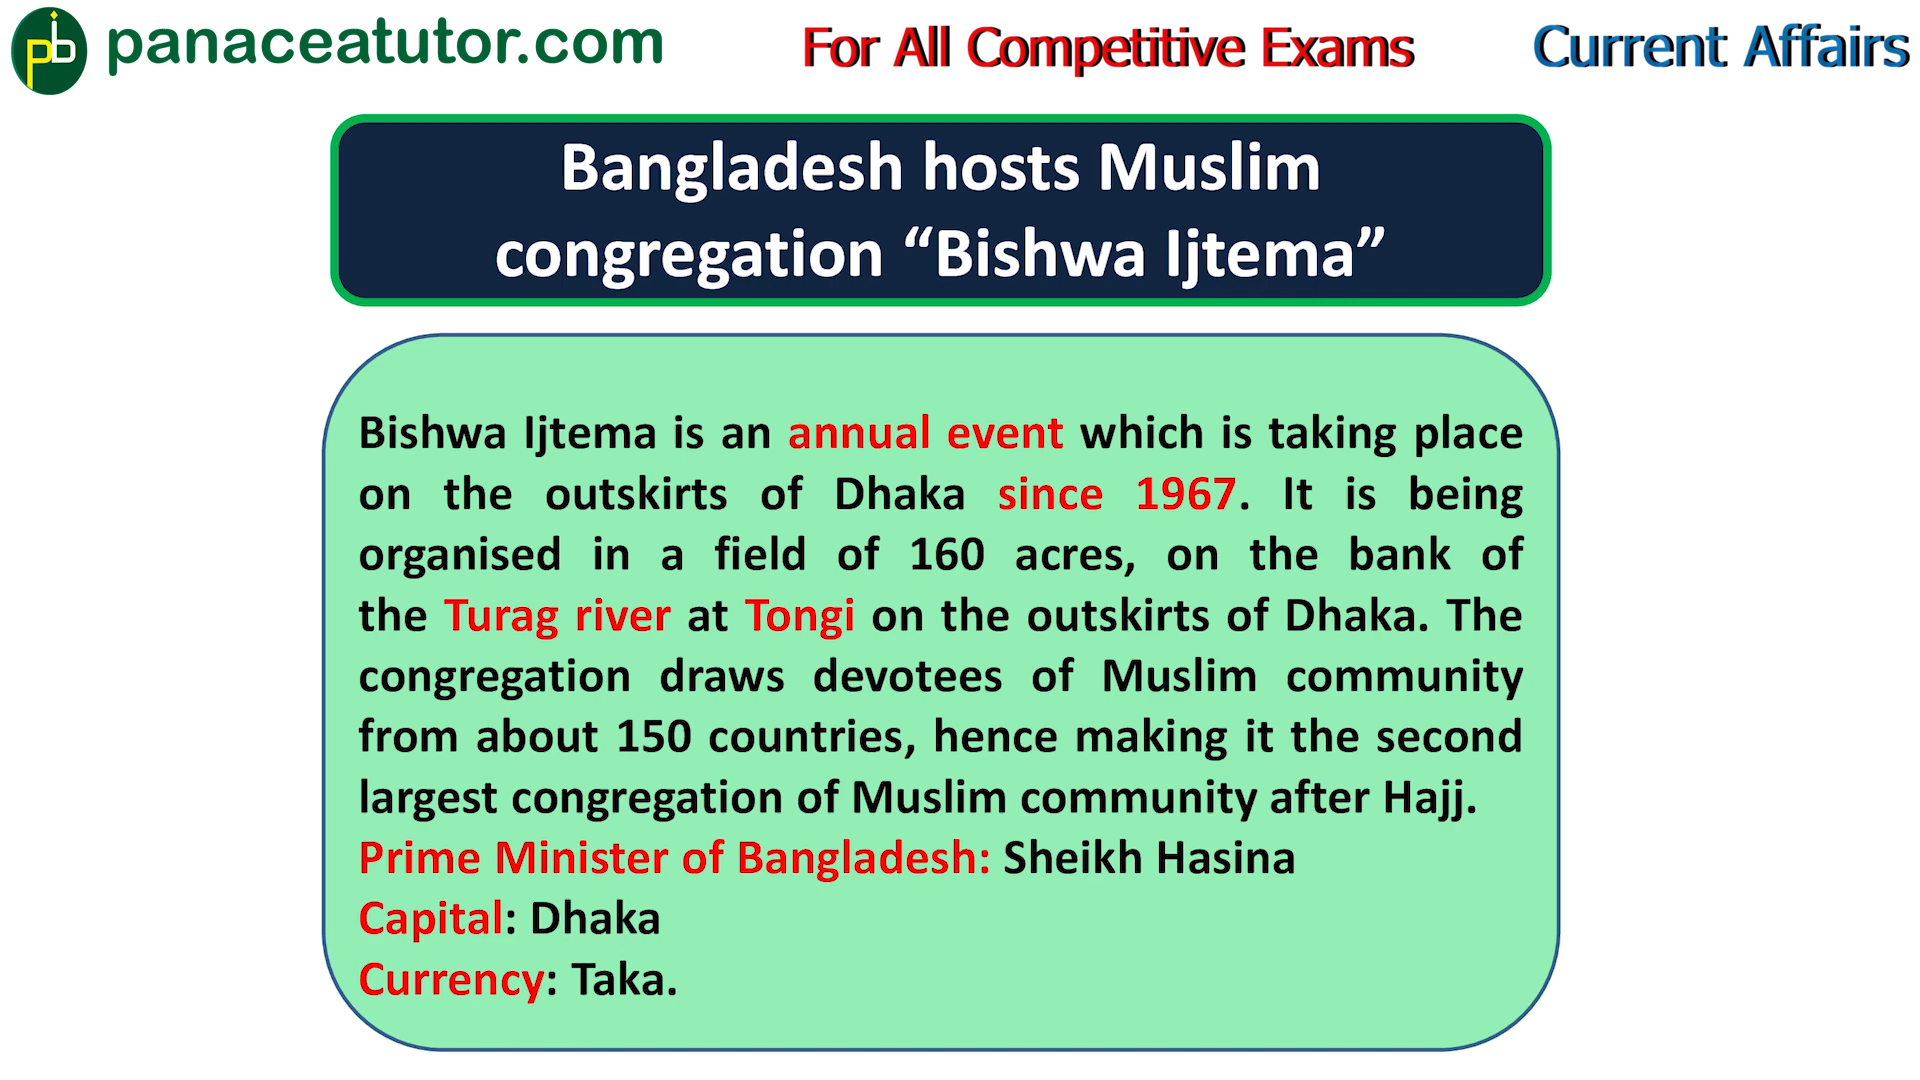 pb panaceatutor.com For All Competitive Exams Current Affairs
Bangladesh hosts Muslim
congregation “Bishwa Ijtema”
Bishwa Ijtema is an annual event which is taking place
on the outskirts of Dhaka since 1967. It is being
organised in a field of 160 acres, on the bank of
the Turag river at Tongi on the outskirts of Dhaka. The
congregation draws devotees of Muslim community
from about 150 countries, hence making it the second
largest congregation of Muslim community after Hajj.
Prime Minister of Bangladesh: Sheikh Hasina
Capital: Dhaka
Currency: Taka.